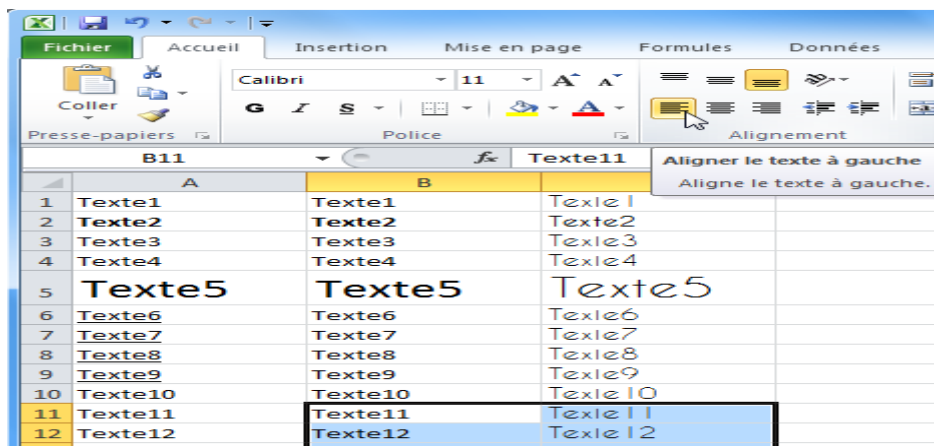 Fichier Accueil Insertion Mise en page Formules Données
Calibri 11 A A
Coller G I S A
Presse-papiers Police Alignement
B11 fx Texte11 Aligner le texte à gauche
A B Aligne le texte à gauche.
1 Texte1 Texte1 Texte1
2 Texte2 Texte2 Texte2
3 Texte3 Texte3 Texte3
4 Texte4 Texte4 Texte4
5 Texte5 Texte5 Texte5
6 Texte6 Texte6 Texte6
7 Texte7 Texte7 Texte7
8 Texte8 Texte8 Texte8
9 Texte9 Texte9 Texte9
10 Texte10 Texte10 Texte10
11 Texte11 Texte11 Texte11
12 Texte12 Texte12 Texte12